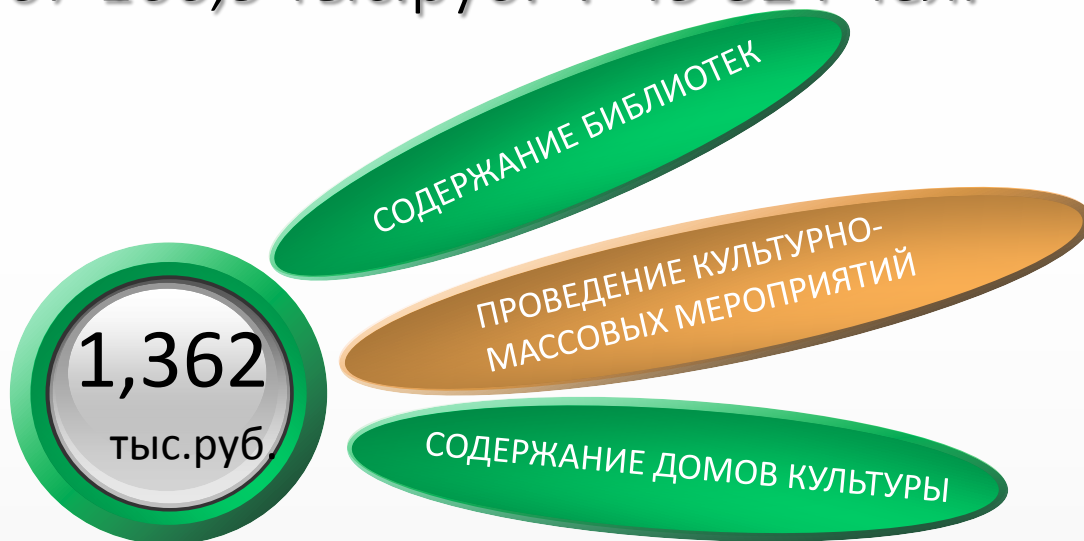 СОДЕРЖАНИЕ БИБЛИОТЕК
ПРОВЕДЕНИЕ КУЛЬТУРНО-
МАССОВЫХ МЕРОПРИЯТИЙ
1,362
тыс.руб.
СОДЕРЖАНИЕ ДОМОВ КУЛЬТУРЫ